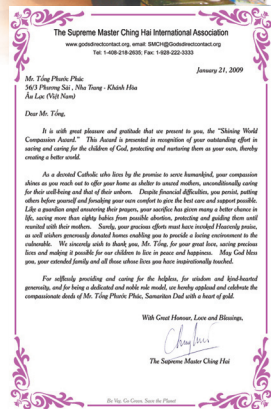 The Supreme Master Ching Hai International Association
www.godsdirectcontact.org, email: SMCH@Godsdirectcontact.org
Tel: 1-408-218-2635; Fax: 1-928-222-3333
January 21, 2009
Mr. Tống Phước Phúc
56/3 Phương Sài , Nha Trang - Khánh Hòa
Âu Lạc (Việt Nam)
Dear Mr. Tống,
It is with great pleasure and gratitude that we present to you, the "Shining World
Compassion Award." This Award is presented in recognition of your outstanding effort in
saving and caring for the children of God, protecting and nurturing them as your own, thereby
creating a better world.
As a devoted Catholic who lives by the promise to serve humankind, your compassion
shines as you reach out to offer your home as shelter to unwed mothers, unconditionally caring
for their well-being and that of their unborn. Despite financial difficulties, you persist, putting
others before yourself and forsaking your own comfort to give the best care and support possible.
Like a guardian angel answering their prayers, your sacrifice has given many a better chance in
life, saving more than eighty babies from possible abortion, protecting and guiding them until
reunited with their mothers. Surely, your gracious efforts must have invoked Heavenly praise,
as well wishers generously donated homes enabling you to provide a loving environment to the
vulnerable. We sincerely wish to thank you, Mr. Tống, for your great love, saving precious
lives and making it possible for our children to live in peace and happiness. May God bless
you, your extended family and all those whose lives you have inspirationally touched.
For selflessly providing and caring for the helpless, for wisdom and kind-hearted
generosity, and for being a dedicated and noble role model, we hereby applaud and celebrate the
compassionate deeds of Mr. Tống Phước Phúc, Samaritan Dad with a heart of gold.
With Great Honour, Love and Blessings,
The Supreme Master Ching Hai
Be Veg, Go Green, Save the Planet